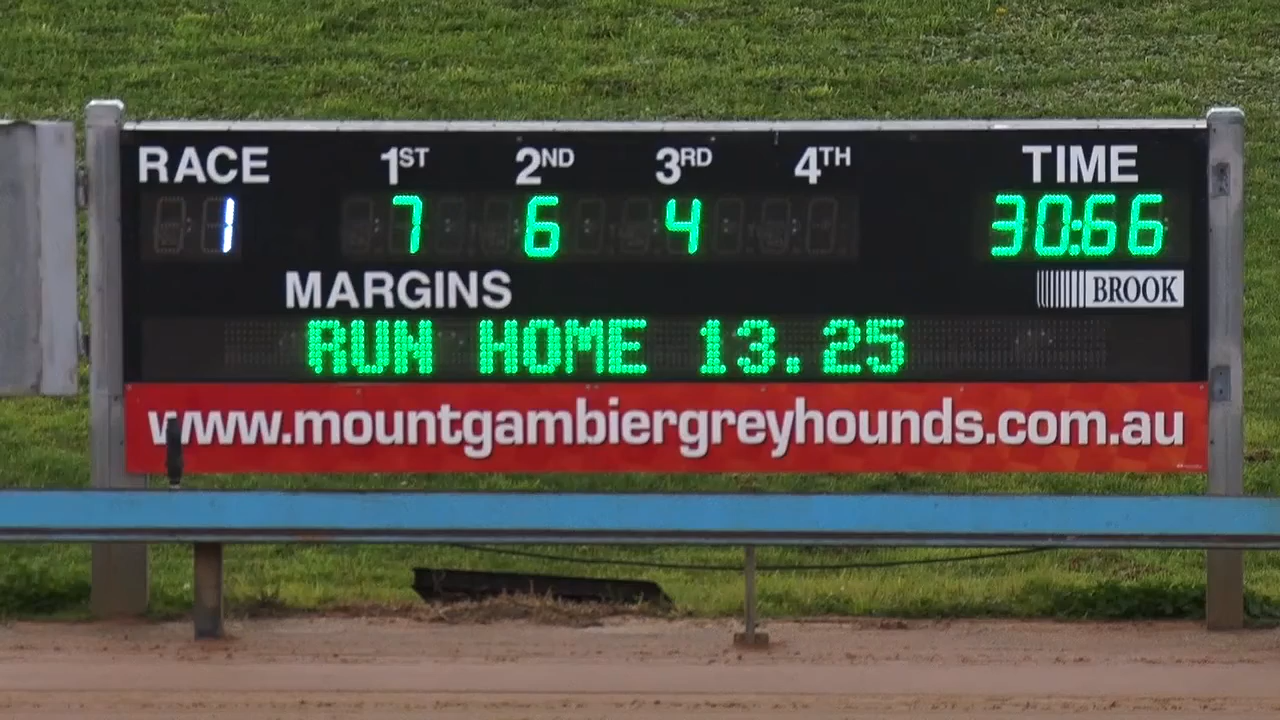 RACE 1ST 2ND 3RD 4TH TIME
1 7 6 4 30:66
MARGINS
BROOK
RUN HOME 13.25
www.mountgambiergreyhounds.com.au